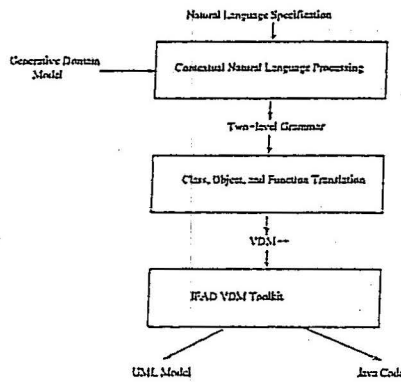 Natural Language Specification
Generative Domain
Model
Contextual Natural Language Processing
Two-level Grammar
Class, Object, and Function Translation
VDM++
IFAD VDM Toolkit
UML Model
Java Code